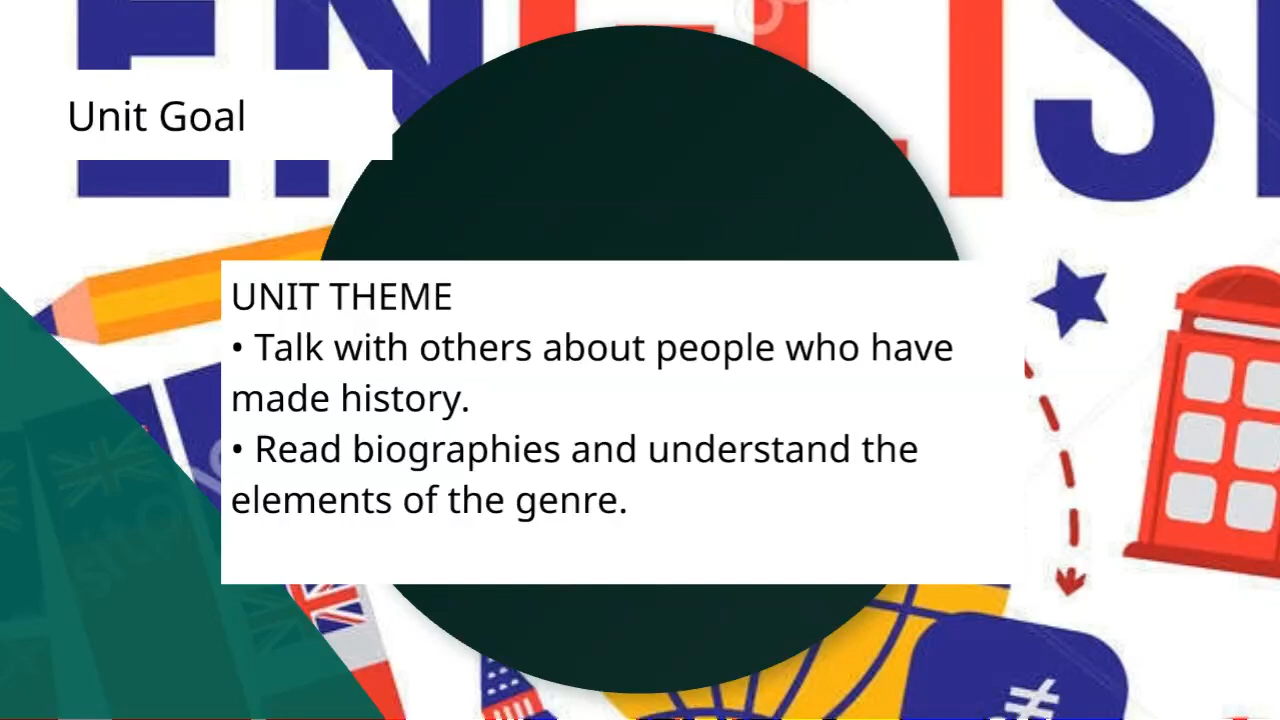 ENGLISH
Unit Goal
UNIT THEME
• Talk with others about people who have
made history.
• Read biographies and understand the
elements of the genre.
≠